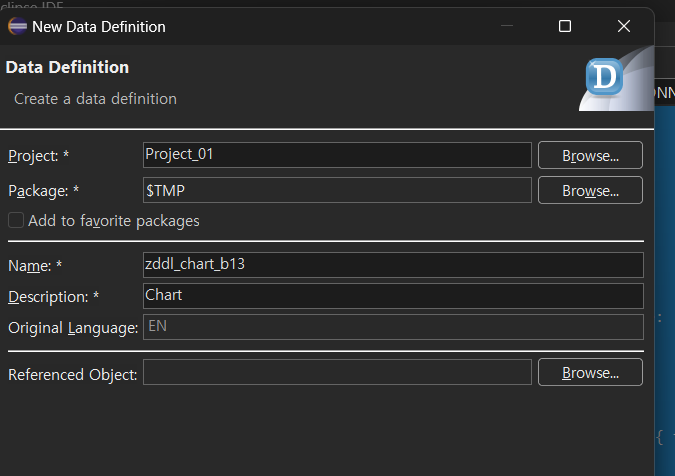 clipse IDE
New Data Definition
Data Definition
D
Create a data definition
ONN
Project: *
Project_01
Browse...
Package: *
$TMP
Browse...
Add to favorite packages
Name: *
zddl_chart_b13
Description: *
Chart
:
Original Language:
EN
Referenced Object:
Browse...
{